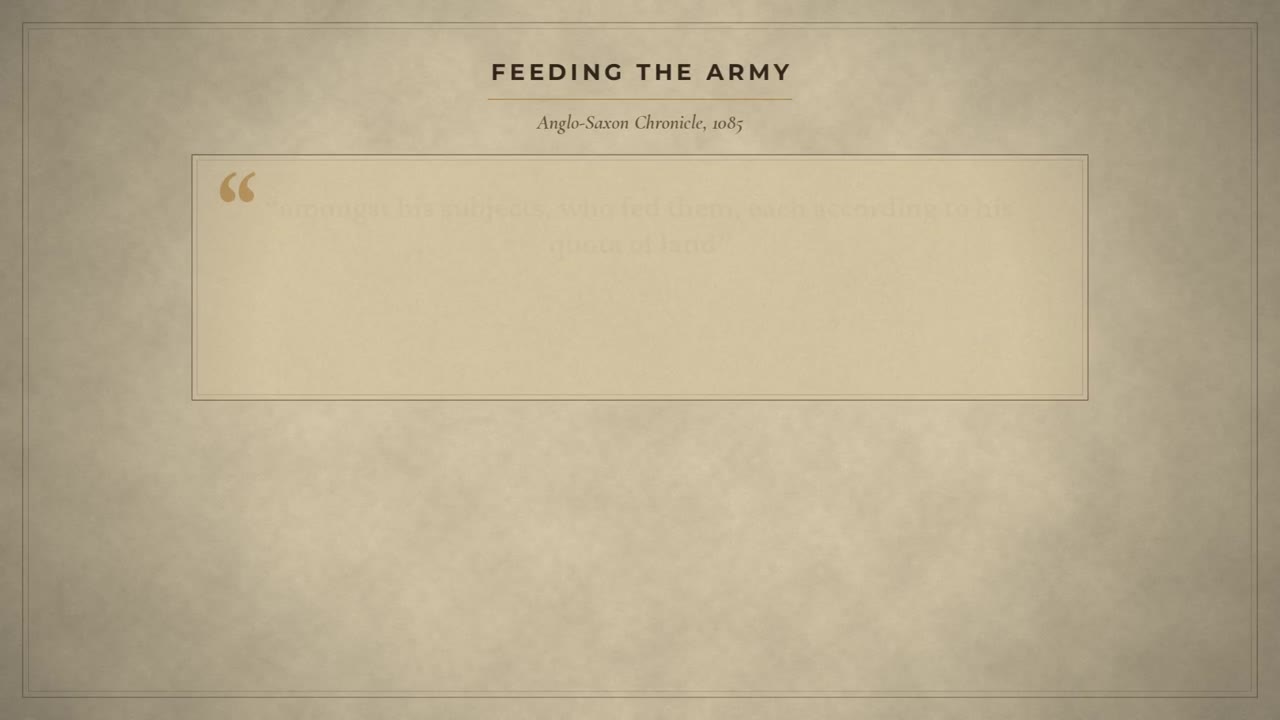 FEEDING THE ARMY
Anglo-Saxon Chronicle, 1085
“
“amongst his subjects, who fed them, each according to his
quota of land”